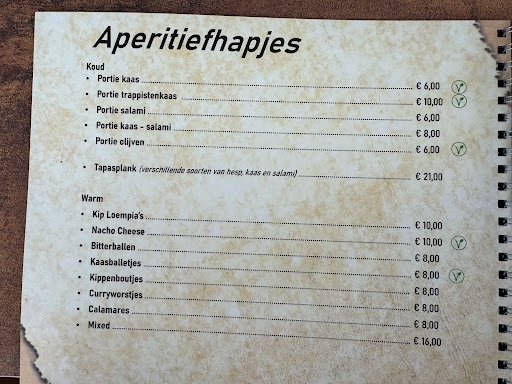 Aperitiefhapjes
Koud
• Portie kaas € 6,00
• Portie trappistenkaas € 10,00
• Portie salami € 6,00
• Portie kaas - salami € 8,00
• Portie olijven € 6,00
• Tapasplank (verschillende soorten van hesp, kaas en salami) € 21,00
Warm
• Kip Loempia's € 10,00
• Nacho Cheese € 10,00
• Bitterballen € 8,00
• Kaasballetjes € 8,00
• Kippenboutjes € 8,00
• Curryworstjes € 8,00
• Calamares € 8,00
• Mixed € 16,00